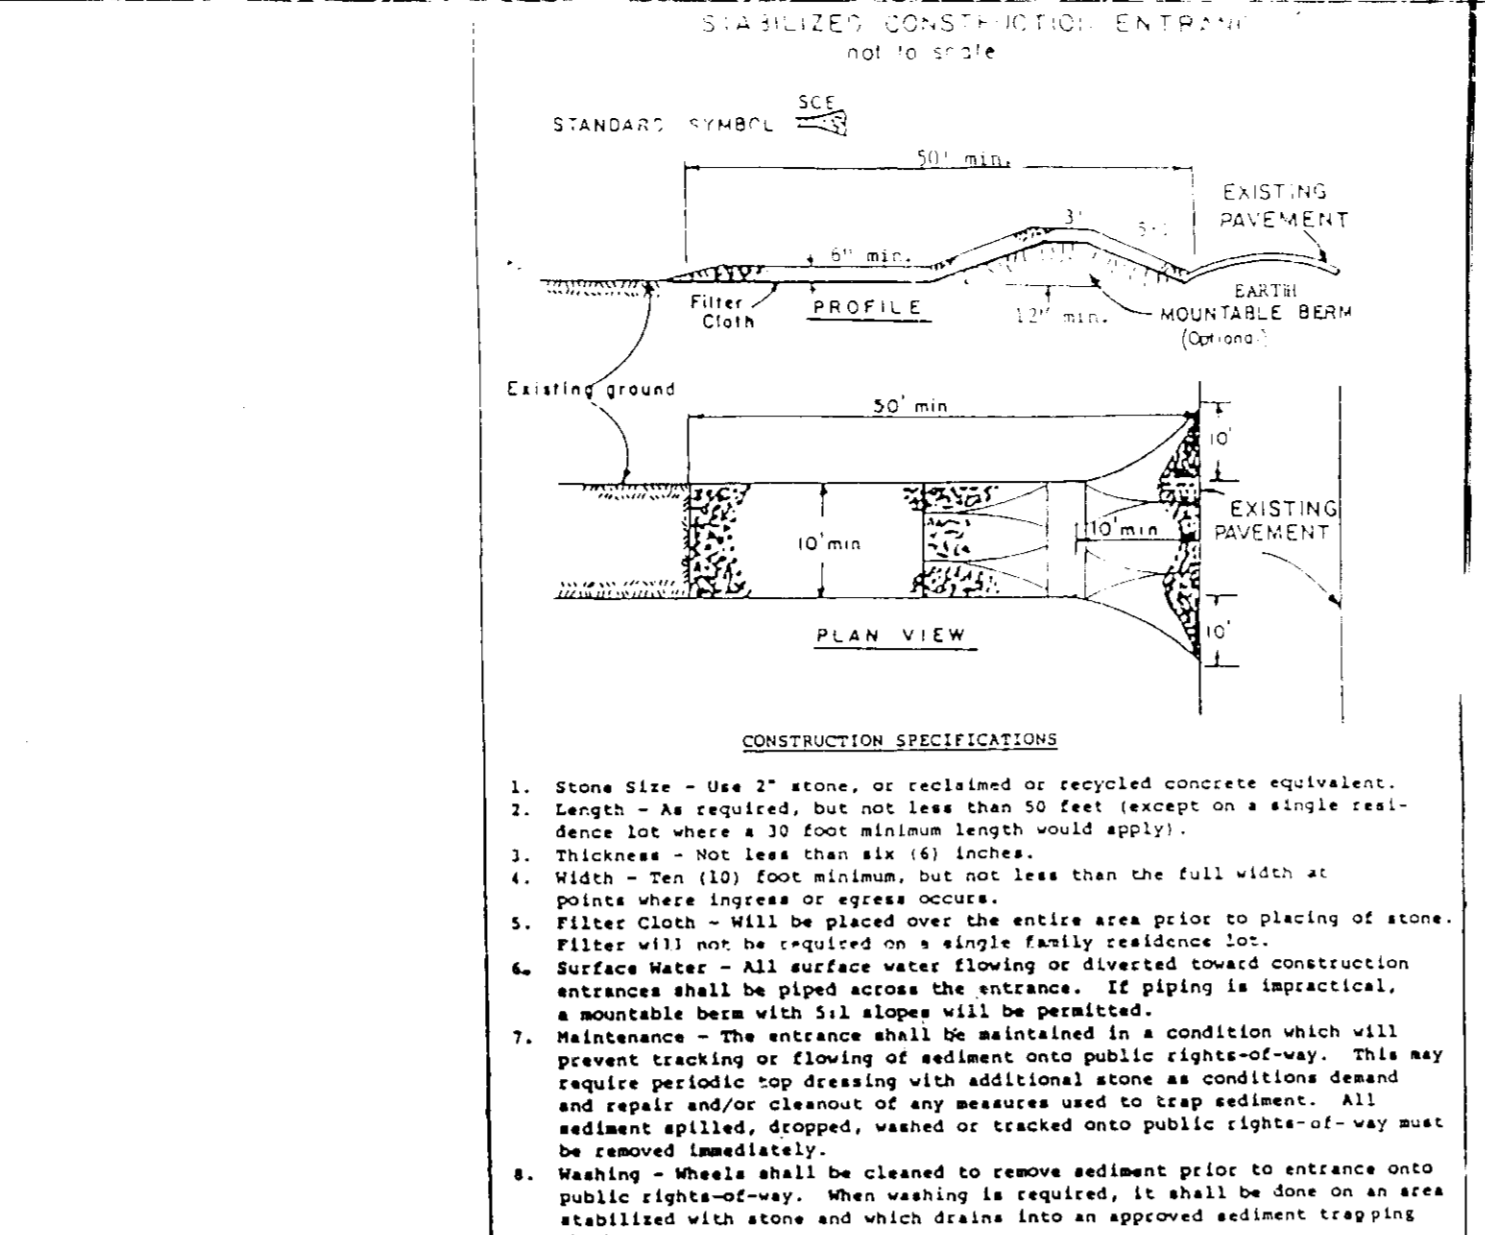 STABILIZED CONSTRUCTION ENTRANC
not to scale
SCE
STANDARD SYMBOL
50' min.
EXISTING
PAVEMENT
3'
6" min.
Filter
Cloth
PROFILE
12" min.
EARTH
MOUNTABLE BERM
(Optional)
Existing ground
50' min
10'
10' min
10' min
EXISTING
PAVEMENT
10'
PLAN VIEW
CONSTRUCTION SPECIFICATIONS
1. Stone Size - Use 2" stone, or reclaimed or recycled concrete equivalent.
2. Length - As required, but not less than 50 feet (except on a single resi-
dence lot where a 30 foot minimum length would apply).
3. Thickness - Not less than six (6) inches.
4. Width - Ten (10) foot minimum, but not less than the full width at
points where ingress or egress occurs.
5. Filter Cloth - Will be placed over the entire area prior to placing of stone.
Filter will not be required on a single family residence lot.
6. Surface Water - All surface water flowing or diverted toward construction
entrances shall be piped across the entrance. If piping is impractical,
a mountable berm with 5:1 slopes will be permitted.
7. Maintenance - The entrance shall be maintained in a condition which will
prevent tracking or flowing of sediment onto public rights-of-way. This may
require periodic top dressing with additional stone as conditions demand
and repair and/or cleanout of any measures used to trap sediment. All
sediment spilled, dropped, washed or tracked onto public rights-of-way must
be removed immediately.
8. Washing - Wheels shall be cleaned to remove sediment prior to entrance onto
public rights-of-way. When washing is required, it shall be done on an area
stabilized with stone and which drains into an approved sediment trapping